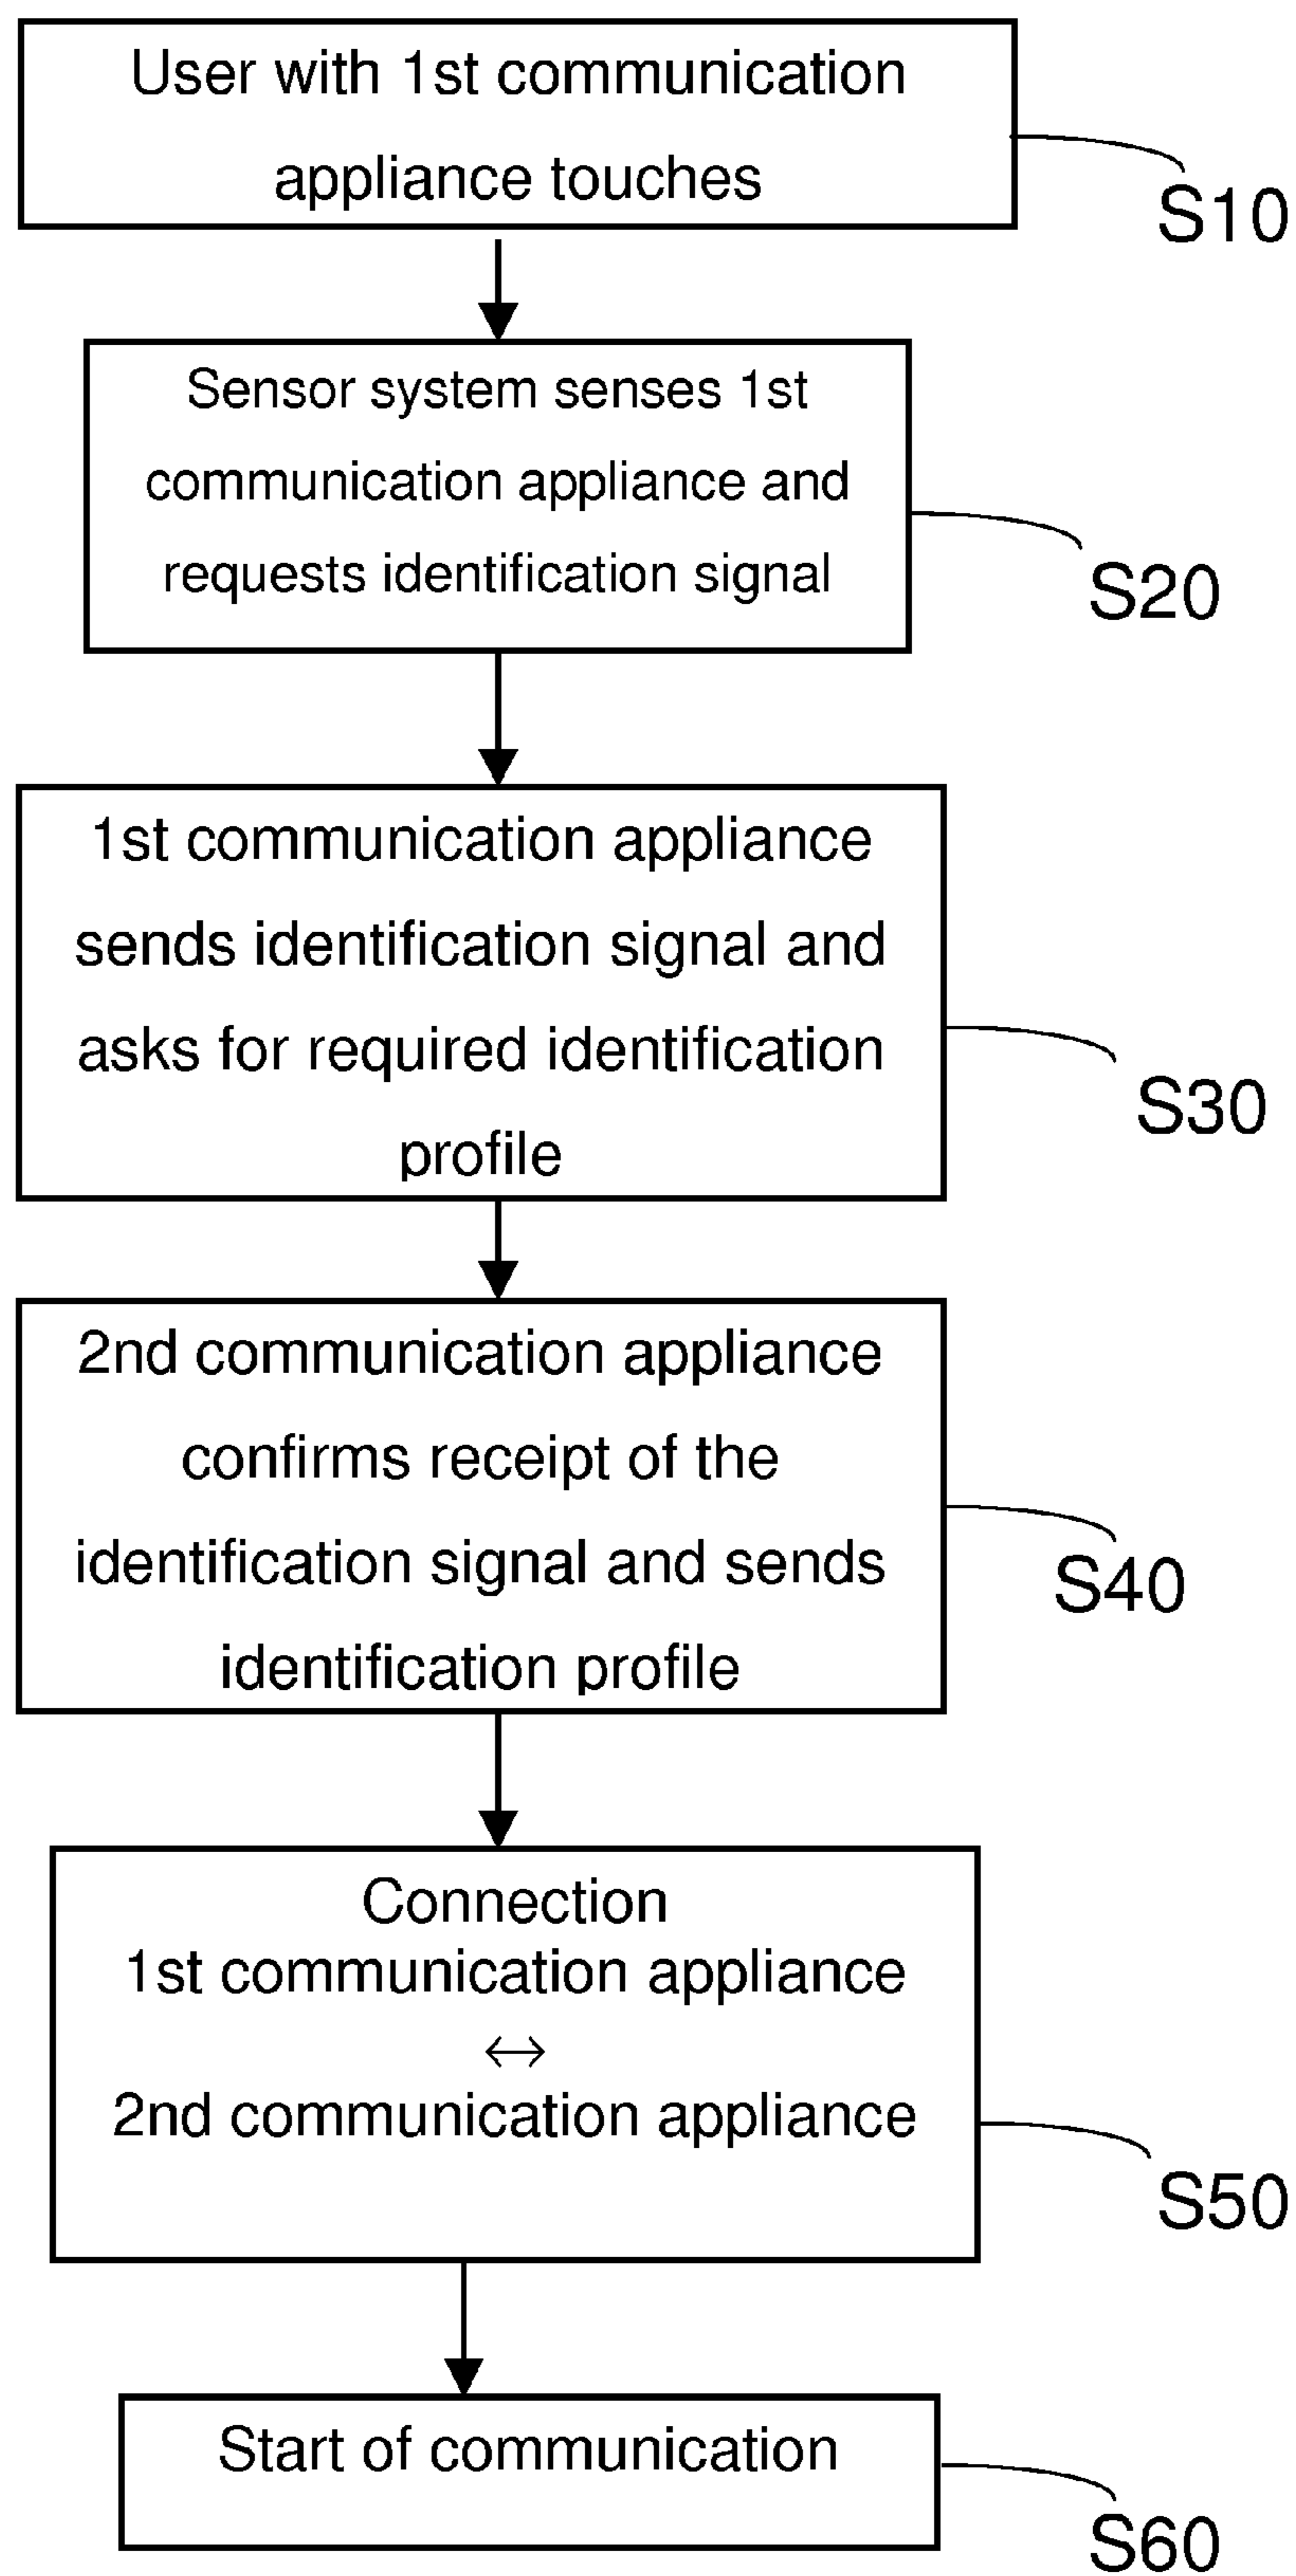 User with 1st communication
appliance touches
S10
Sensor system senses 1st
communication appliance and
requests identification signal
S20
1st communication appliance
sends identification signal and
asks for required identification
profile
S30
2nd communication appliance
confirms receipt of the
identification signal and sends
identification profile
S40
Connection
1st communication appliance
↔
2nd communication appliance
S50
Start of communication
S60